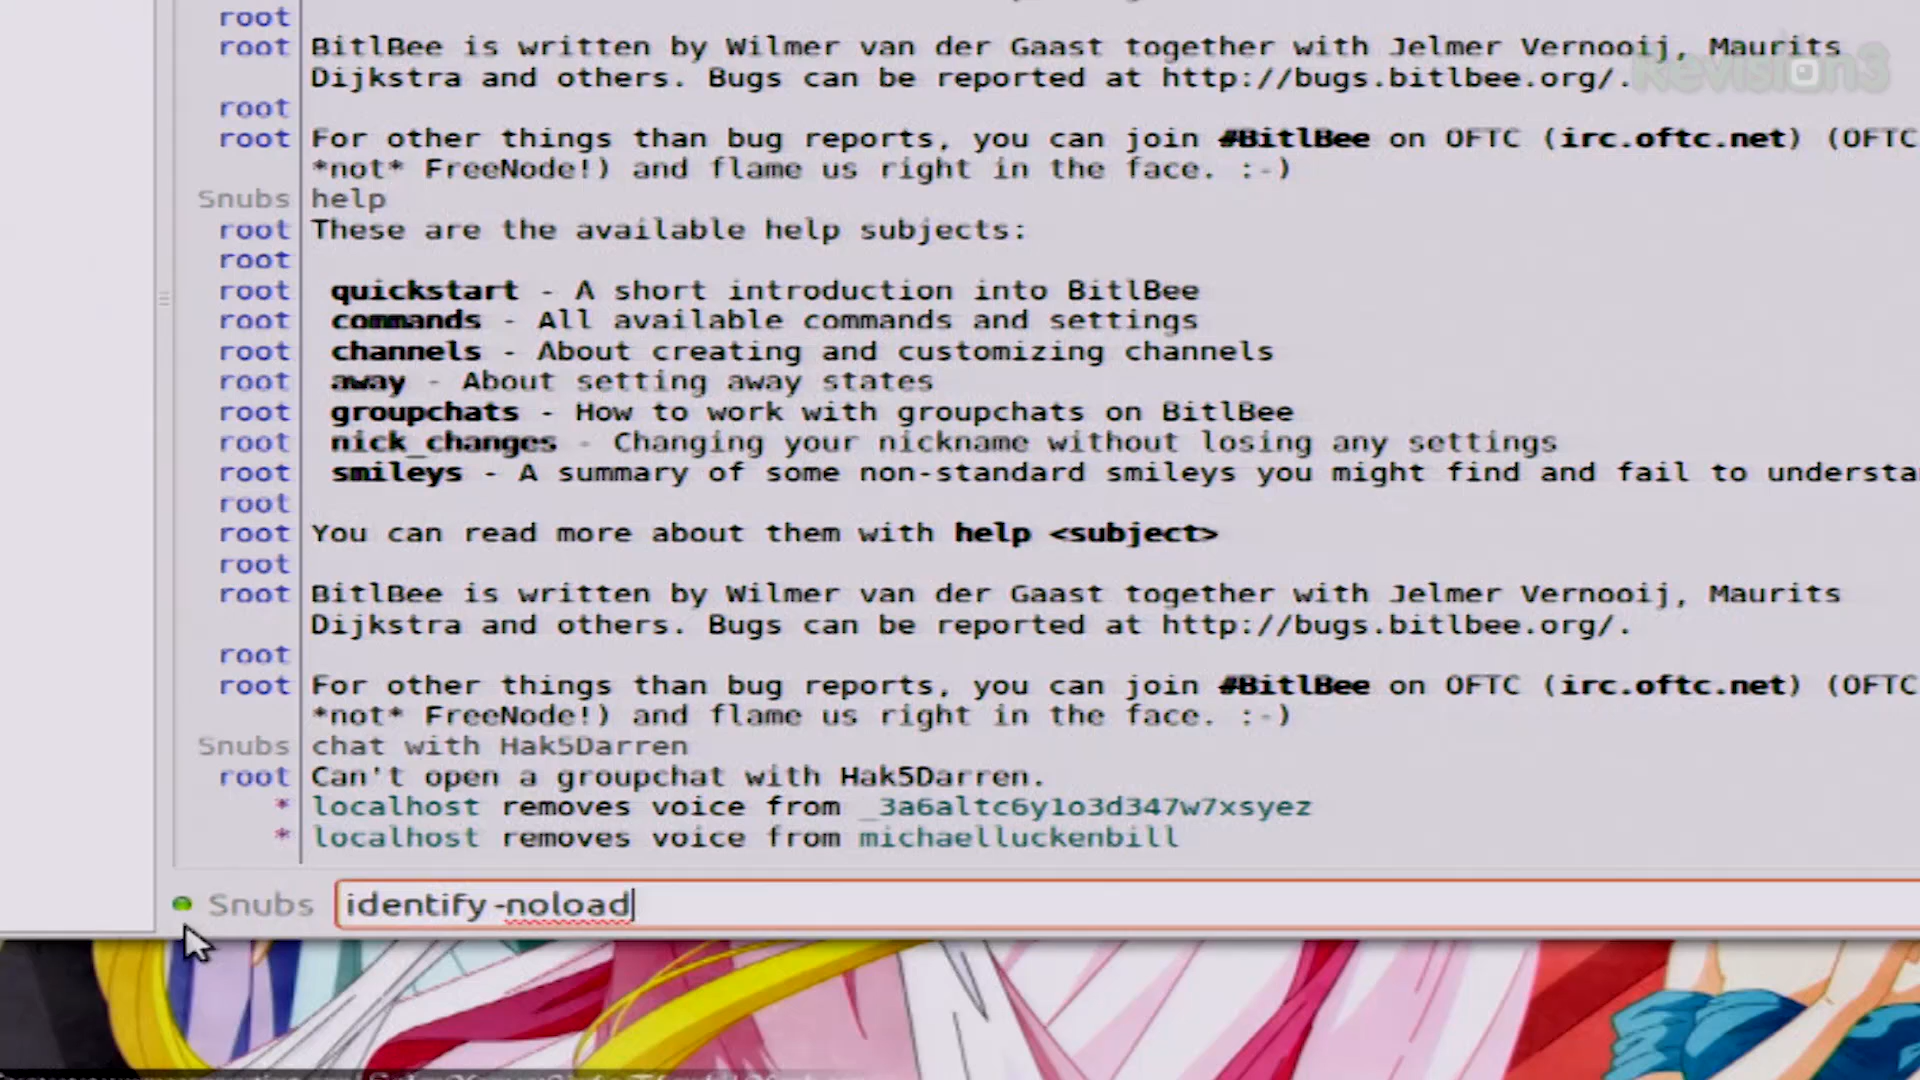 root
root BitlBee is written by Wilmer van der Gaast together with Jelmer Vernooij, Maurits
Dijkstra and others. Bugs can be reported at http://bugs.bitlbee.org/.
Revision3
root
root For other things than bug reports, you can join #BitlBee on OFTC (irc.oftc.net) (OFTC
*not* FreeNode!) and flame us right in the face. :-)
Snubs help
root These are the available help subjects:
root
root quickstart - A short introduction into BitlBee
root commands - All available commands and settings
root channels - About creating and customizing channels
root away - About setting away states
root groupchats - How to work with groupchats on BitlBee
root nick_changes - Changing your nickname without losing any settings
root smileys - A summary of some non-standard smileys you might find and fail to understa
root
root You can read more about them with help <subject>
root
root BitlBee is written by Wilmer van der Gaast together with Jelmer Vernooij, Maurits
Dijkstra and others. Bugs can be reported at http://bugs.bitlbee.org/.
root
root For other things than bug reports, you can join #BitlBee on OFTC (irc.oftc.net) (OFTC
*not* FreeNode!) and flame us right in the face. :-)
Snubs chat with Hak5Darren
root Can't open a groupchat with Hak5Darren.
* localhost removes voice from _3a6altc6y1o3d347w7xsyez
* localhost removes voice from michaelluckenbill
Snubs identify -noload